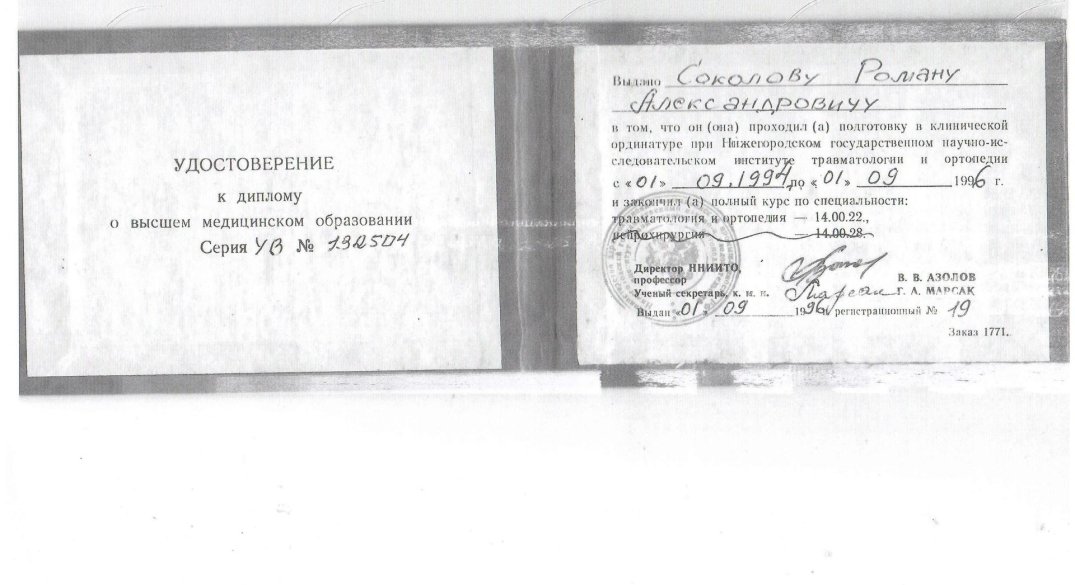 УДОСТОВЕРЕНИЕ
к диплому
о высшем медицинском образовании
Серия УВ № 132504
Выдано Соколову Роману
Александровичу
в том, что он (она) проходил (а) подготовку в клинической
ординатуре при Нижегородском государственном научно-ис-
следовательском институте травматологии и ортопедии
с «01» 09.1994, по «01» 09 1996 г.
и закончил (а) полный курс по специальности:
травматология и ортопедия — 14.00.22.,
нейрохирургия — 14.00.28.
Директор ННИИТО,
профессор В. В. АЗОЛОВ
Ученый секретарь, к. м. н. Г. А. МАРСАК
Выдан «01» 09 1996 г. регистрационный № 19
Заказ 1771.